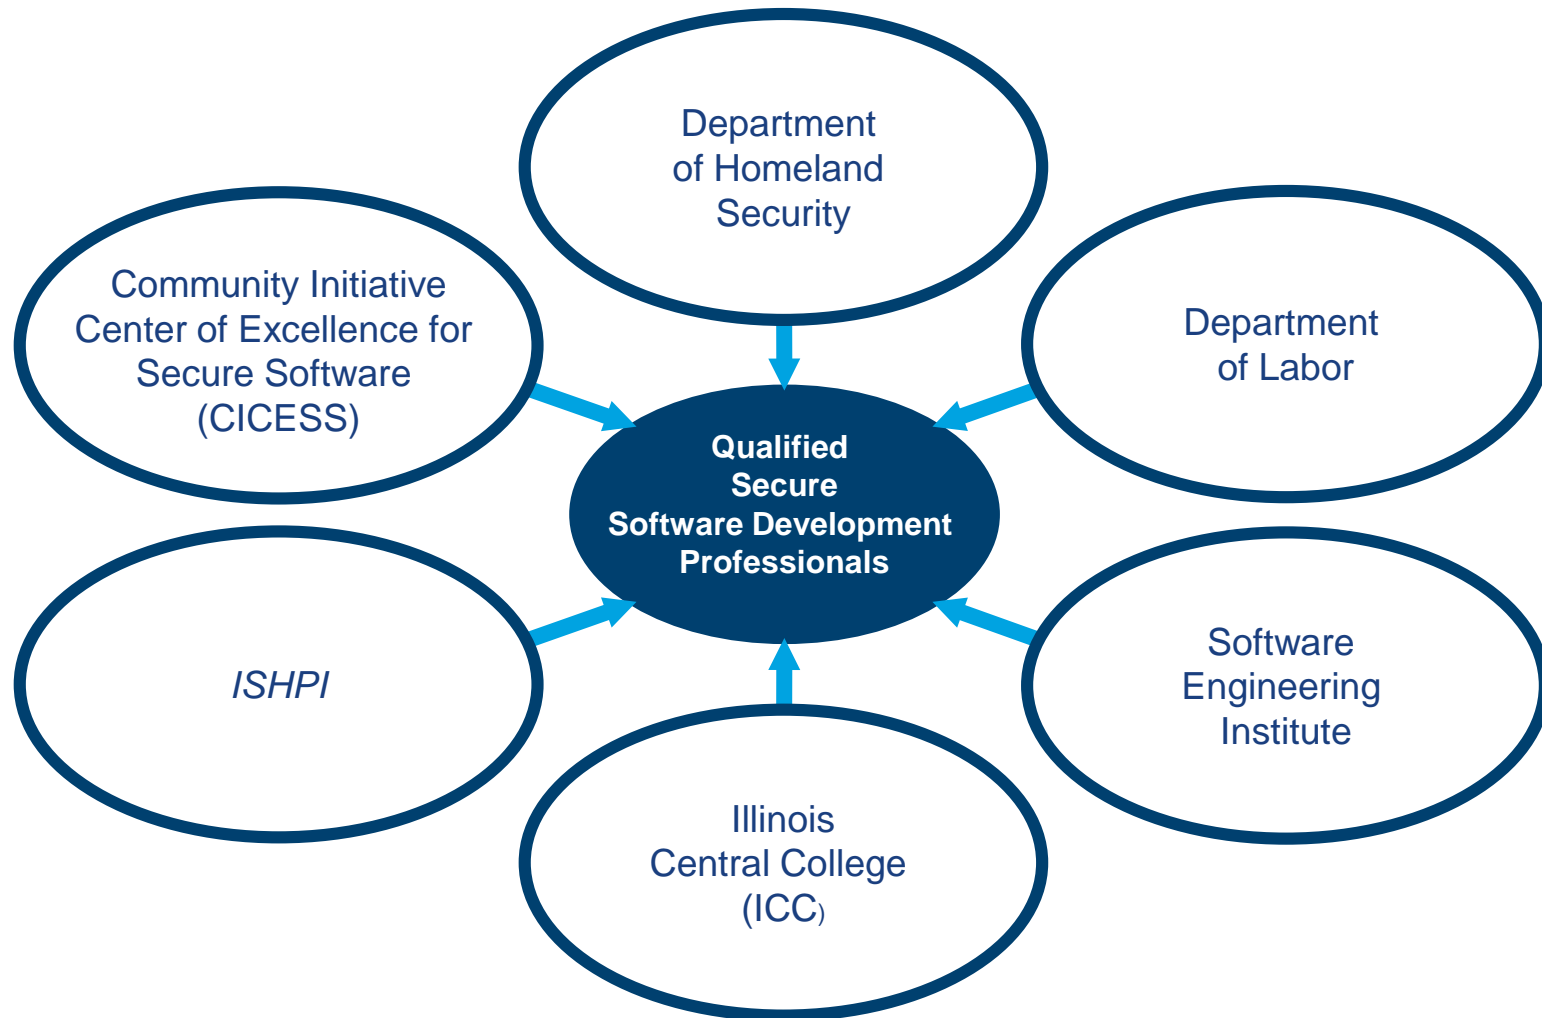 Department
of Homeland
Security
Community Initiative
Center of Excellence for
Secure Software
(CICESS)
Department
of Labor
Qualified
Secure
Software Development
Professionals
ISHPI
Software
Engineering
Institute
Illinois
Central College
(ICC)